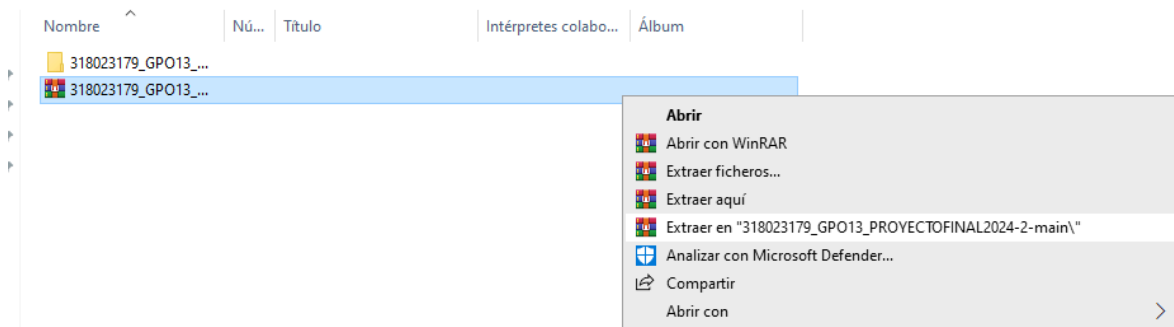 Nombre Nú... Título Intérpretes colabo... Álbum
318023179_GPO13_...
318023179_GPO13_...
Abrir
Abrir con WinRAR
Extraer ficheros...
Extraer aquí
Extraer en "318023179_GPO13_PROYECTOFINAL2024-2-main\"
Analizar con Microsoft Defender...
Compartir
Abrir con